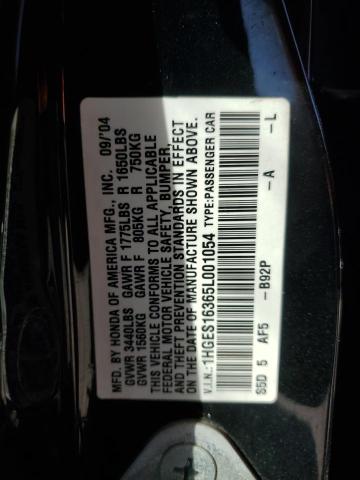 MFD. BY HONDA OF AMERICA MFG., INC. 09/'04
GVWR 3440LBS GAWR F 1775LBS R 1650LBS
GVWR 1560KG GAWR F 805KG R 750KG
THIS VEHICLE CONFORMS TO ALL APPLICABLE
FEDERAL MOTOR VEHICLE SAFETY, BUMPER,
AND THEFT PREVENTION STANDARDS IN EFFECT
ON THE DATE OF MANUFACTURE SHOWN ABOVE.
V.I.N.: 1HGES16365L001054 TYPE:PASSENGER CAR
S5D 5 AF5 -B92P -A -L